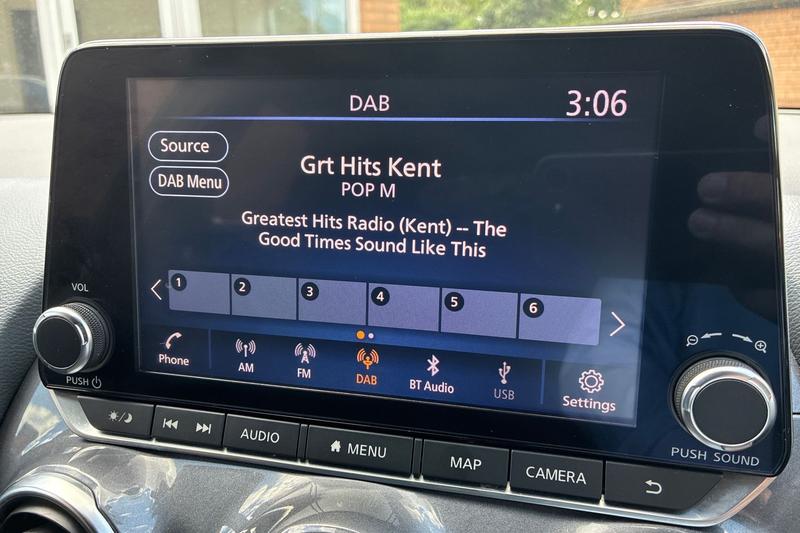 DAB
3:06
Source
DAB Menu
Grt Hits Kent
POP M
Greatest Hits Radio (Kent) -- The
Good Times Sound Like This
1 2 3 4 5 6
Phone
AM
FM
DAB
BT Audio
USB
Settings
VOL
PUSH
PUSH SOUND
AUDIO
MENU
MAP
CAMERA